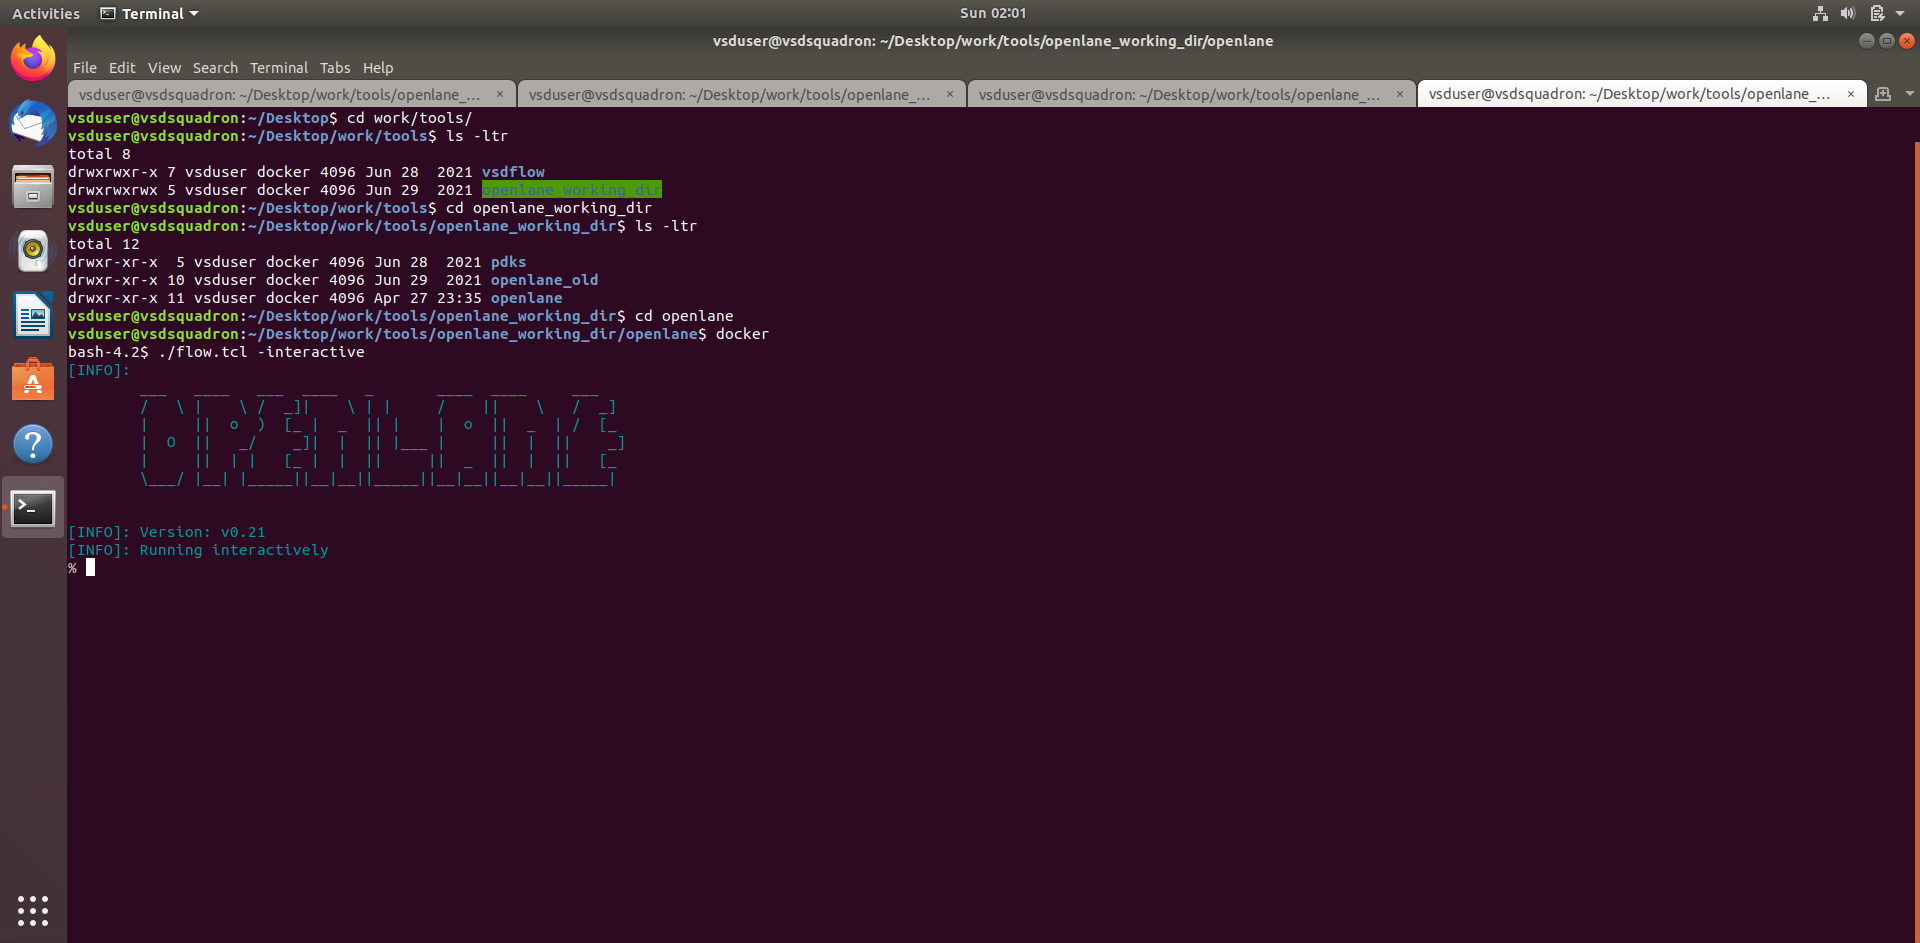 Activities Terminal Sun 02:01
vsduser@vsdsquadron: ~/Desktop/work/tools/openlane_working_dir/openlane
File Edit View Search Terminal Tabs Help
vsduser@vsdsquadron: ~/Desktop/work/tools/openlane_... × vsduser@vsdsquadron: ~/Desktop/work/tools/openlane_... × vsduser@vsdsquadron: ~/Desktop/work/tools/openlane_... × vsduser@vsdsquadron: ~/Desktop/work/tools/openlane_... ×
vsduser@vsdsquadron:~/Desktop$ cd work/tools/
vsduser@vsdsquadron:~/Desktop/work/tools$ ls -ltr
total 8
drwxrwxr-x 7 vsduser docker 4096 Jun 28  2021 vsdflow
drwxrwxrwx 5 vsduser docker 4096 Jun 29  2021 openlane_working_dir
vsduser@vsdsquadron:~/Desktop/work/tools$ cd openlane_working_dir
vsduser@vsdsquadron:~/Desktop/work/tools/openlane_working_dir$ ls -ltr
total 12
drwxr-xr-x  5 vsduser docker 4096 Jun 28  2021 pdks
drwxr-xr-x 10 vsduser docker 4096 Jun 29  2021 openlane_old
drwxr-xr-x 11 vsduser docker 4096 Apr 27 23:35 openlane
vsduser@vsdsquadron:~/Desktop/work/tools/openlane_working_dir$ cd openlane
vsduser@vsdsquadron:~/Desktop/work/tools/openlane_working_dir/openlane$ docker
bash-4.2$ ./flow.tcl -interactive
[INFO]:
OPENLANE
[INFO]: Version: v0.21
[INFO]: Running interactively
%